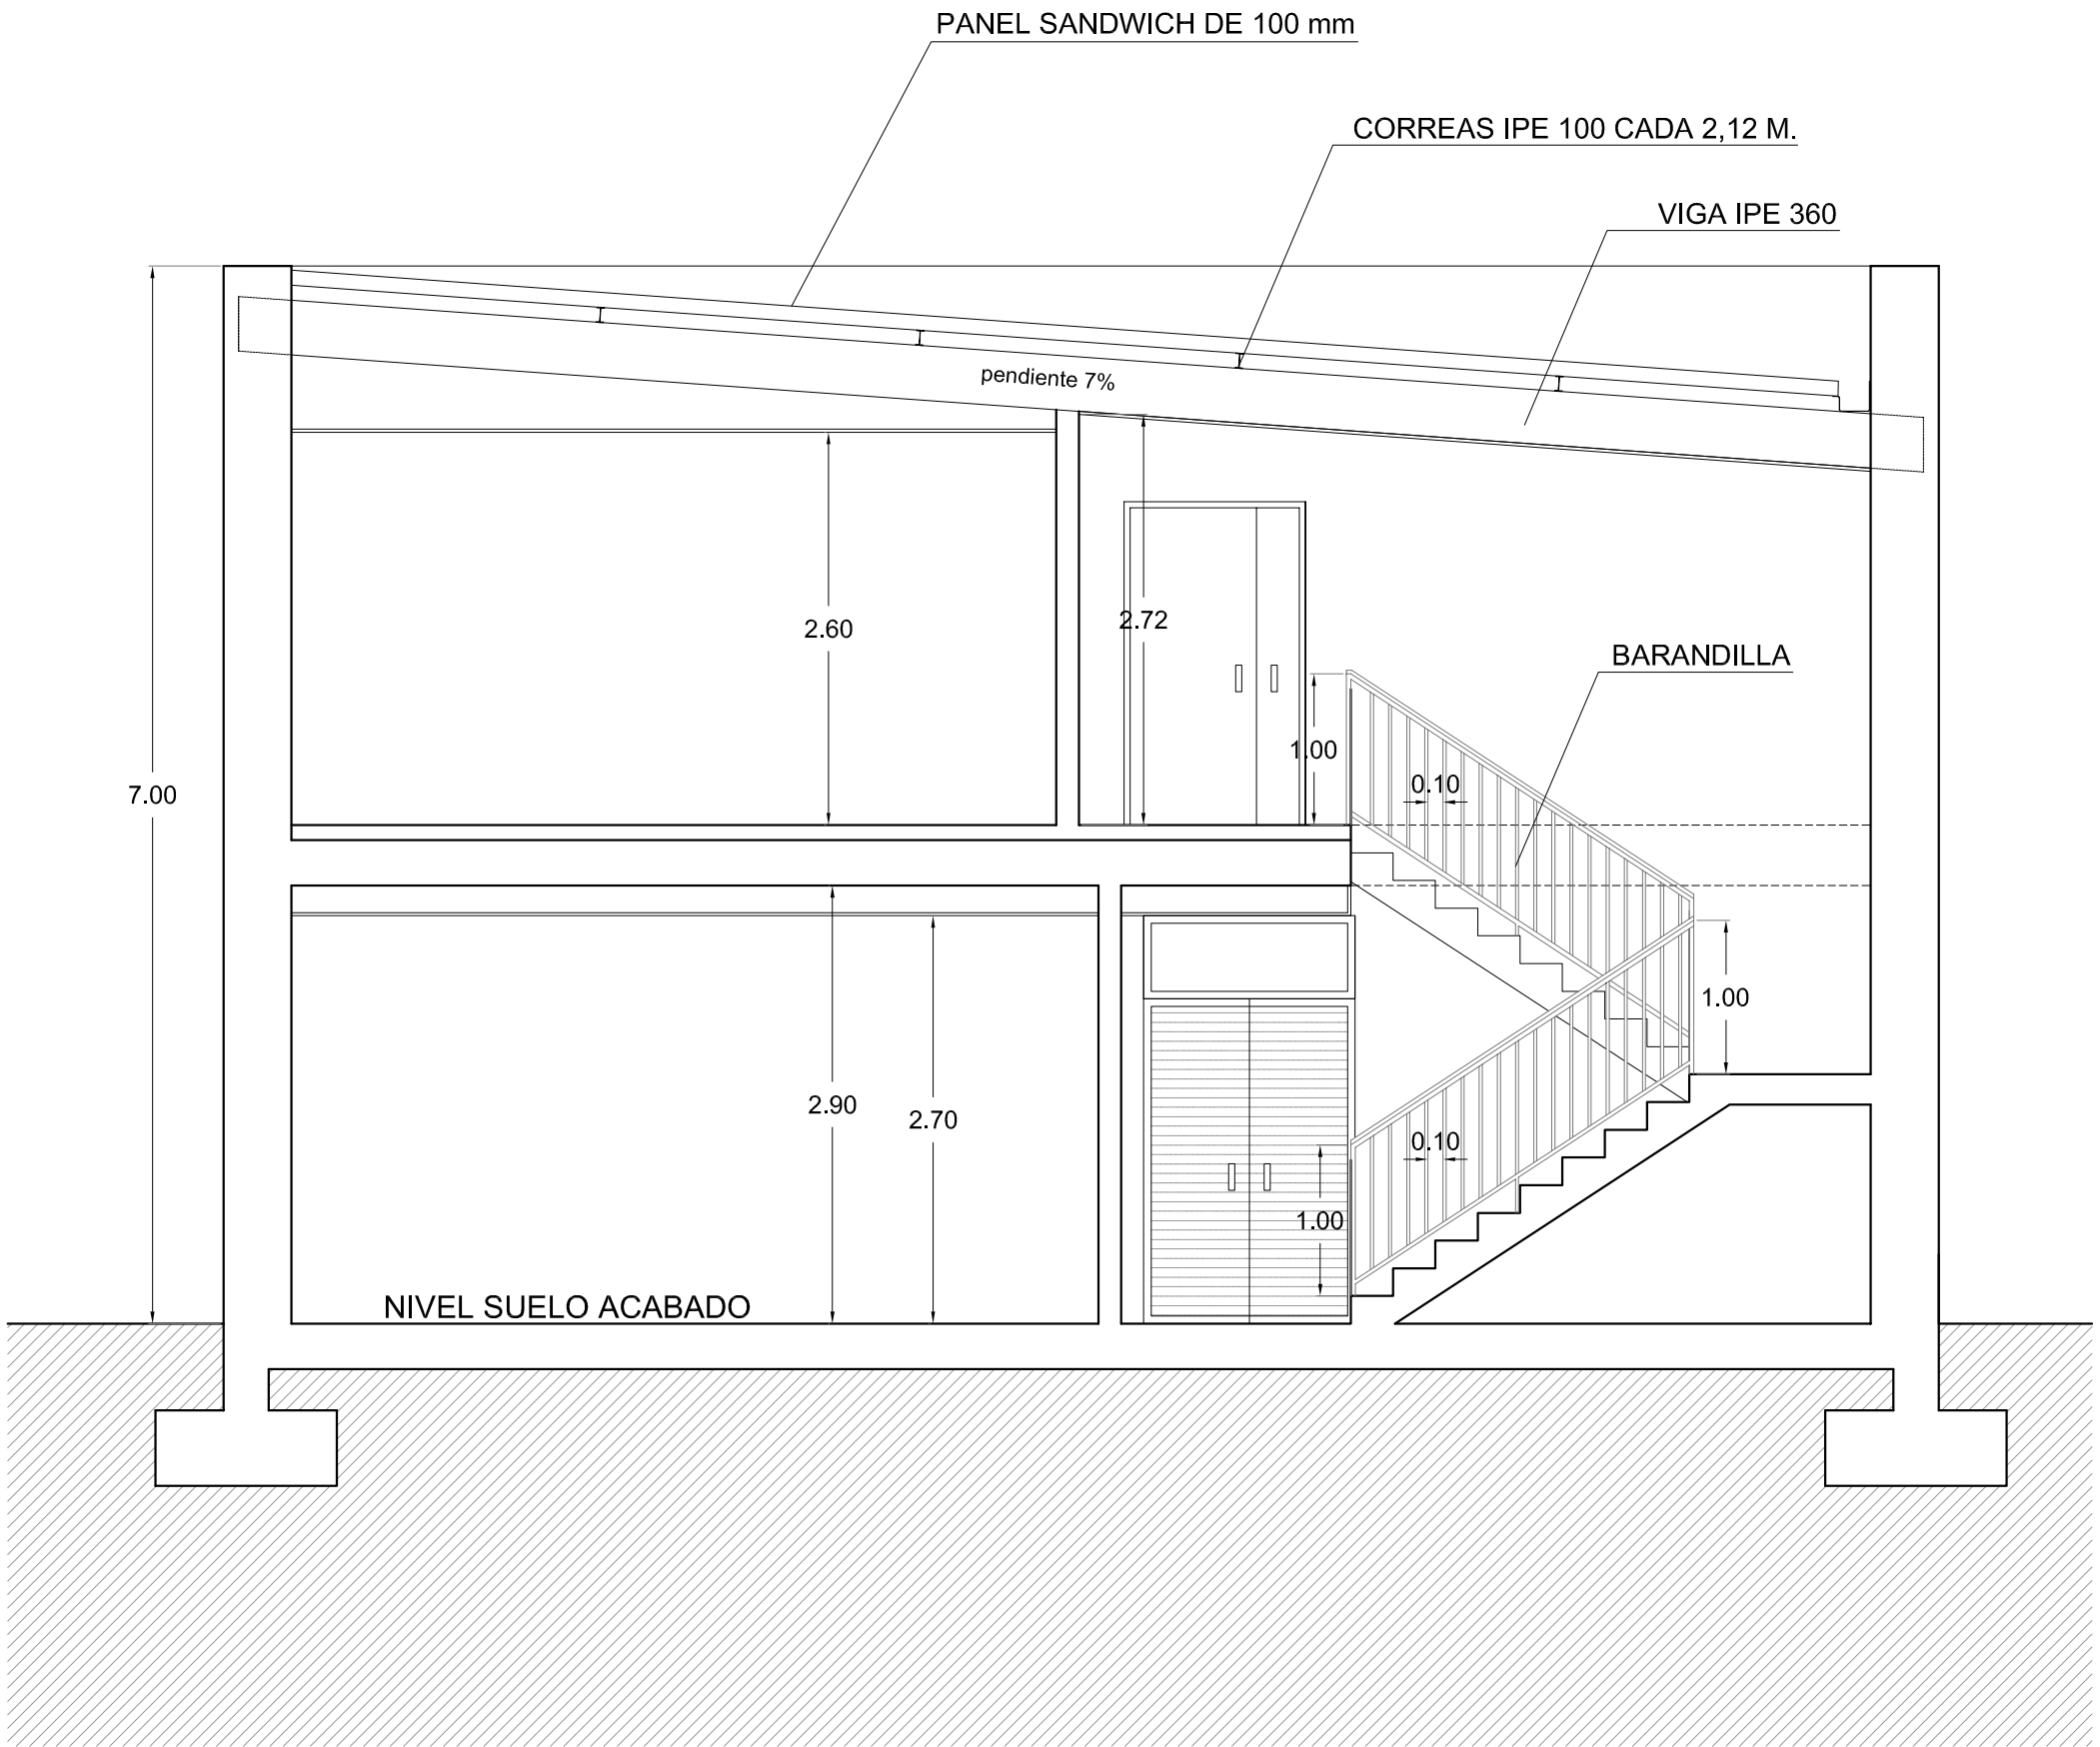 PANEL SANDWICH DE 100 mm
CORREAS IPE 100 CADA 2,12 M.
VIGA IPE 360
pendiente 7%
2.60
2.72
BARANDILLA
1.00
0.10
7.00
1.00
2.90
2.70
0.10
1.00
NIVEL SUELO ACABADO